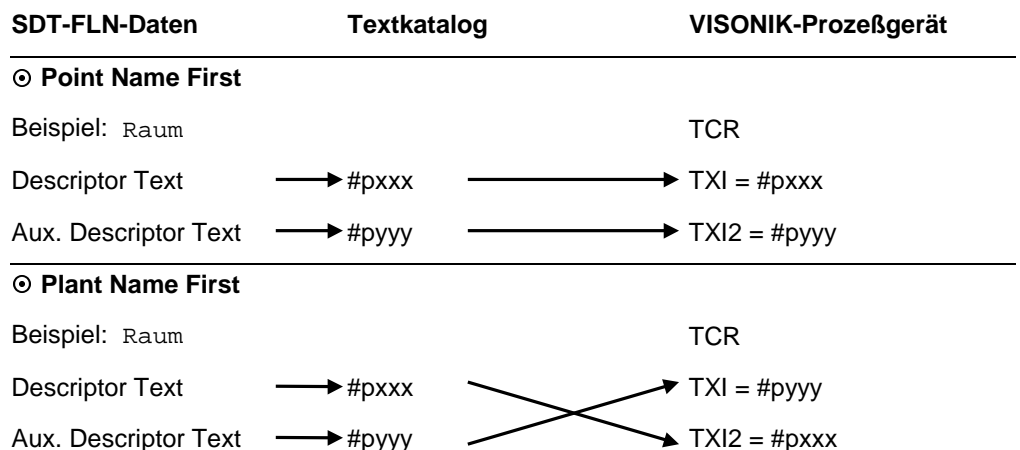 SDT-FLN-Daten Textkatalog VISONIK-Prozeßgerät
Point Name First
Beispiel: Raum TCR
Descriptor Text #pxxx TXI = #pxxx
Aux. Descriptor Text #pyyy TXI2 = #pyyy
Plant Name First
Beispiel: Raum TCR
Descriptor Text #pxxx TXI = #pyyy
Aux. Descriptor Text #pyyy TXI2 = #pxxx